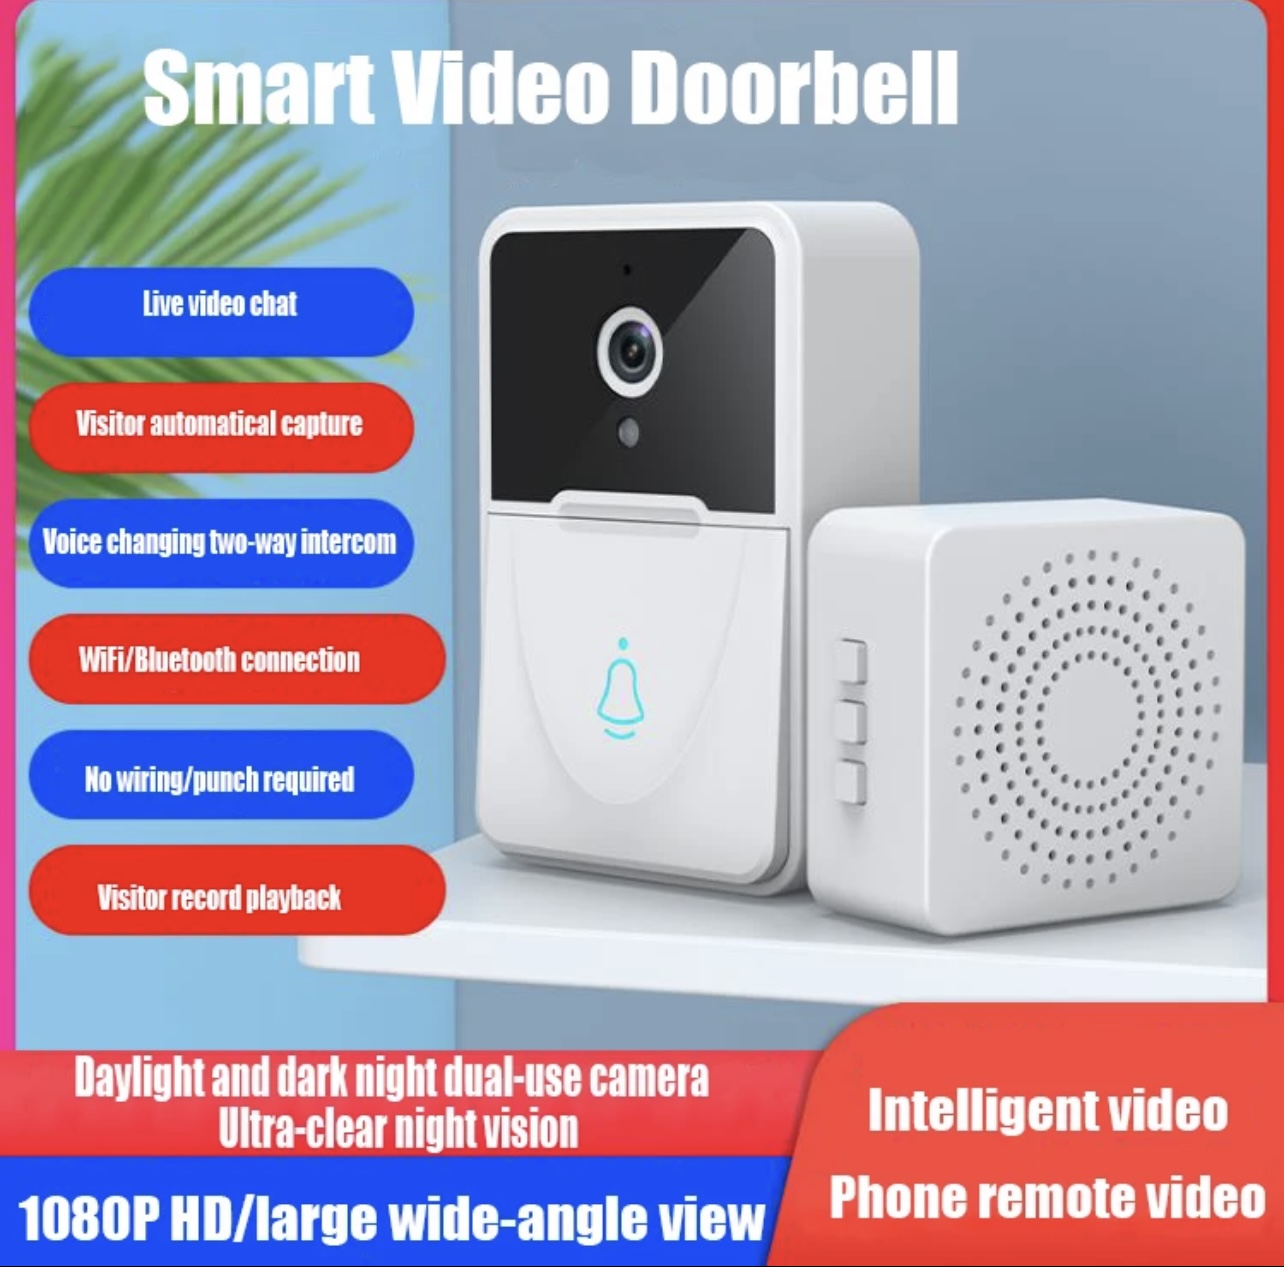 Smart Video Doorbell
Live video chat
Visitor automatical capture
Voice changing two-way intercom
WiFi/Bluetooth connection
No wiring/punch required
Visitor record playback
Daylight and dark night dual-use camera
Ultra-clear night vision
1080P HD/large wide-angle view
Intelligent video
Phone remote video